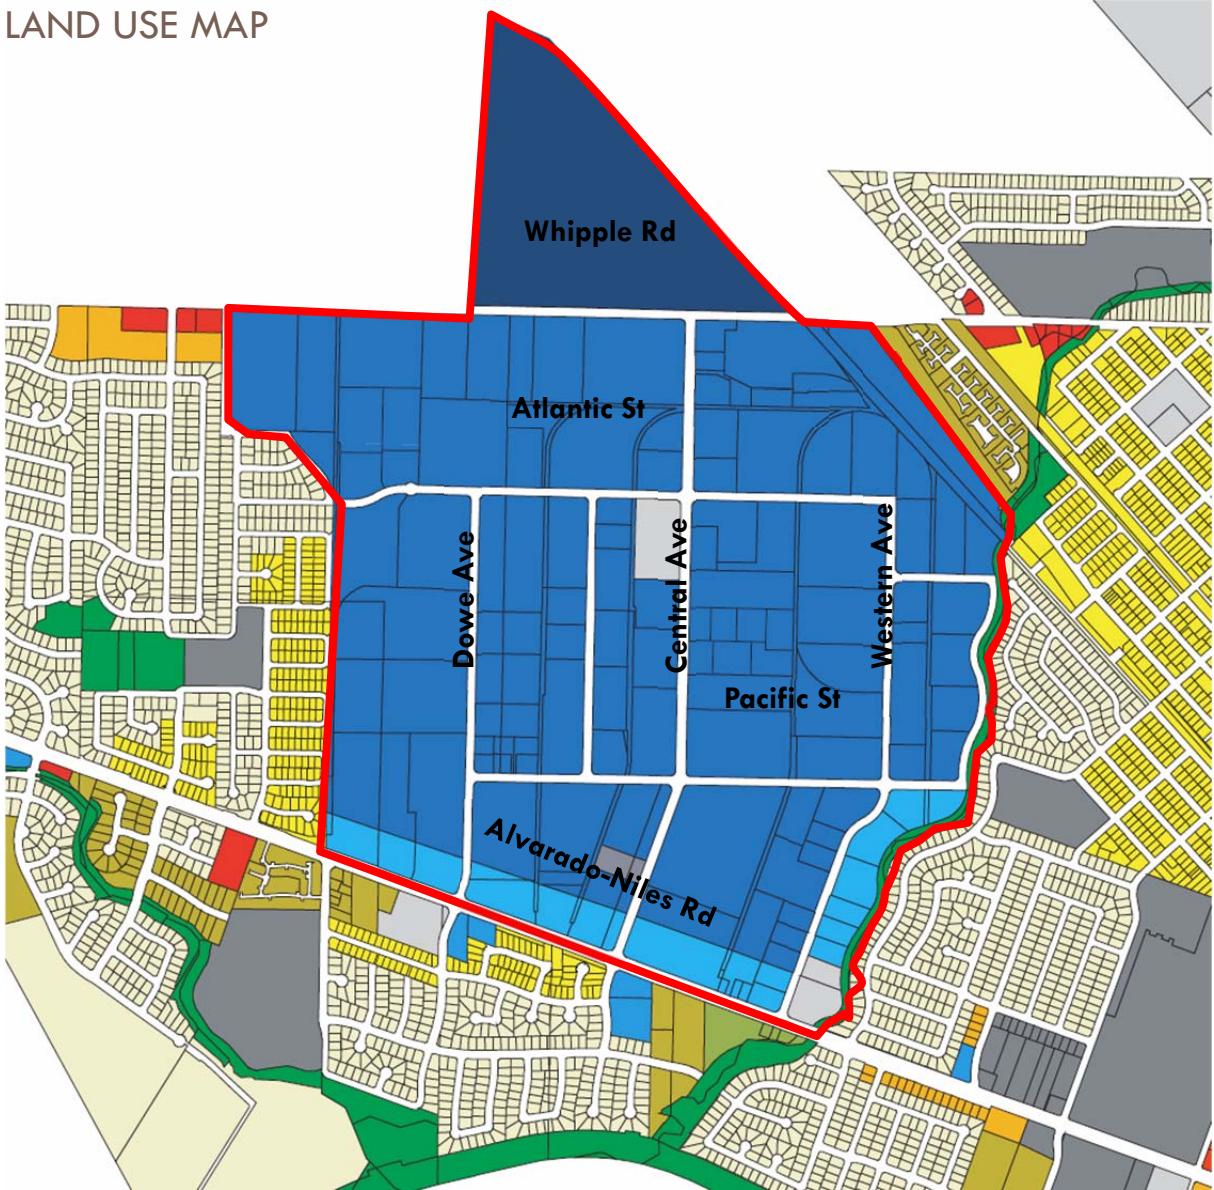 LAND USE MAP
Whipple Rd
Atlantic St
Dowe Ave
Central Ave
Western Ave
Pacific St
Alvarado-Niles Rd